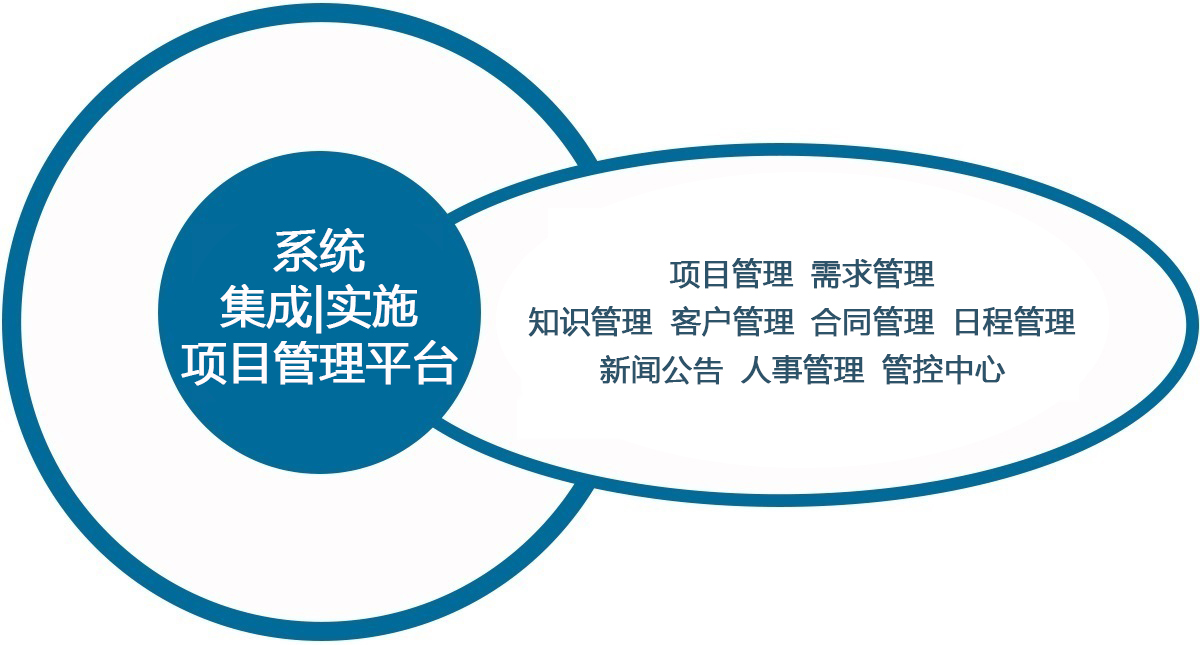 系统
集成|实施
项目管理平台
项目管理 需求管理
知识管理 客户管理 合同管理 日程管理
新闻公告 人事管理 管控中心